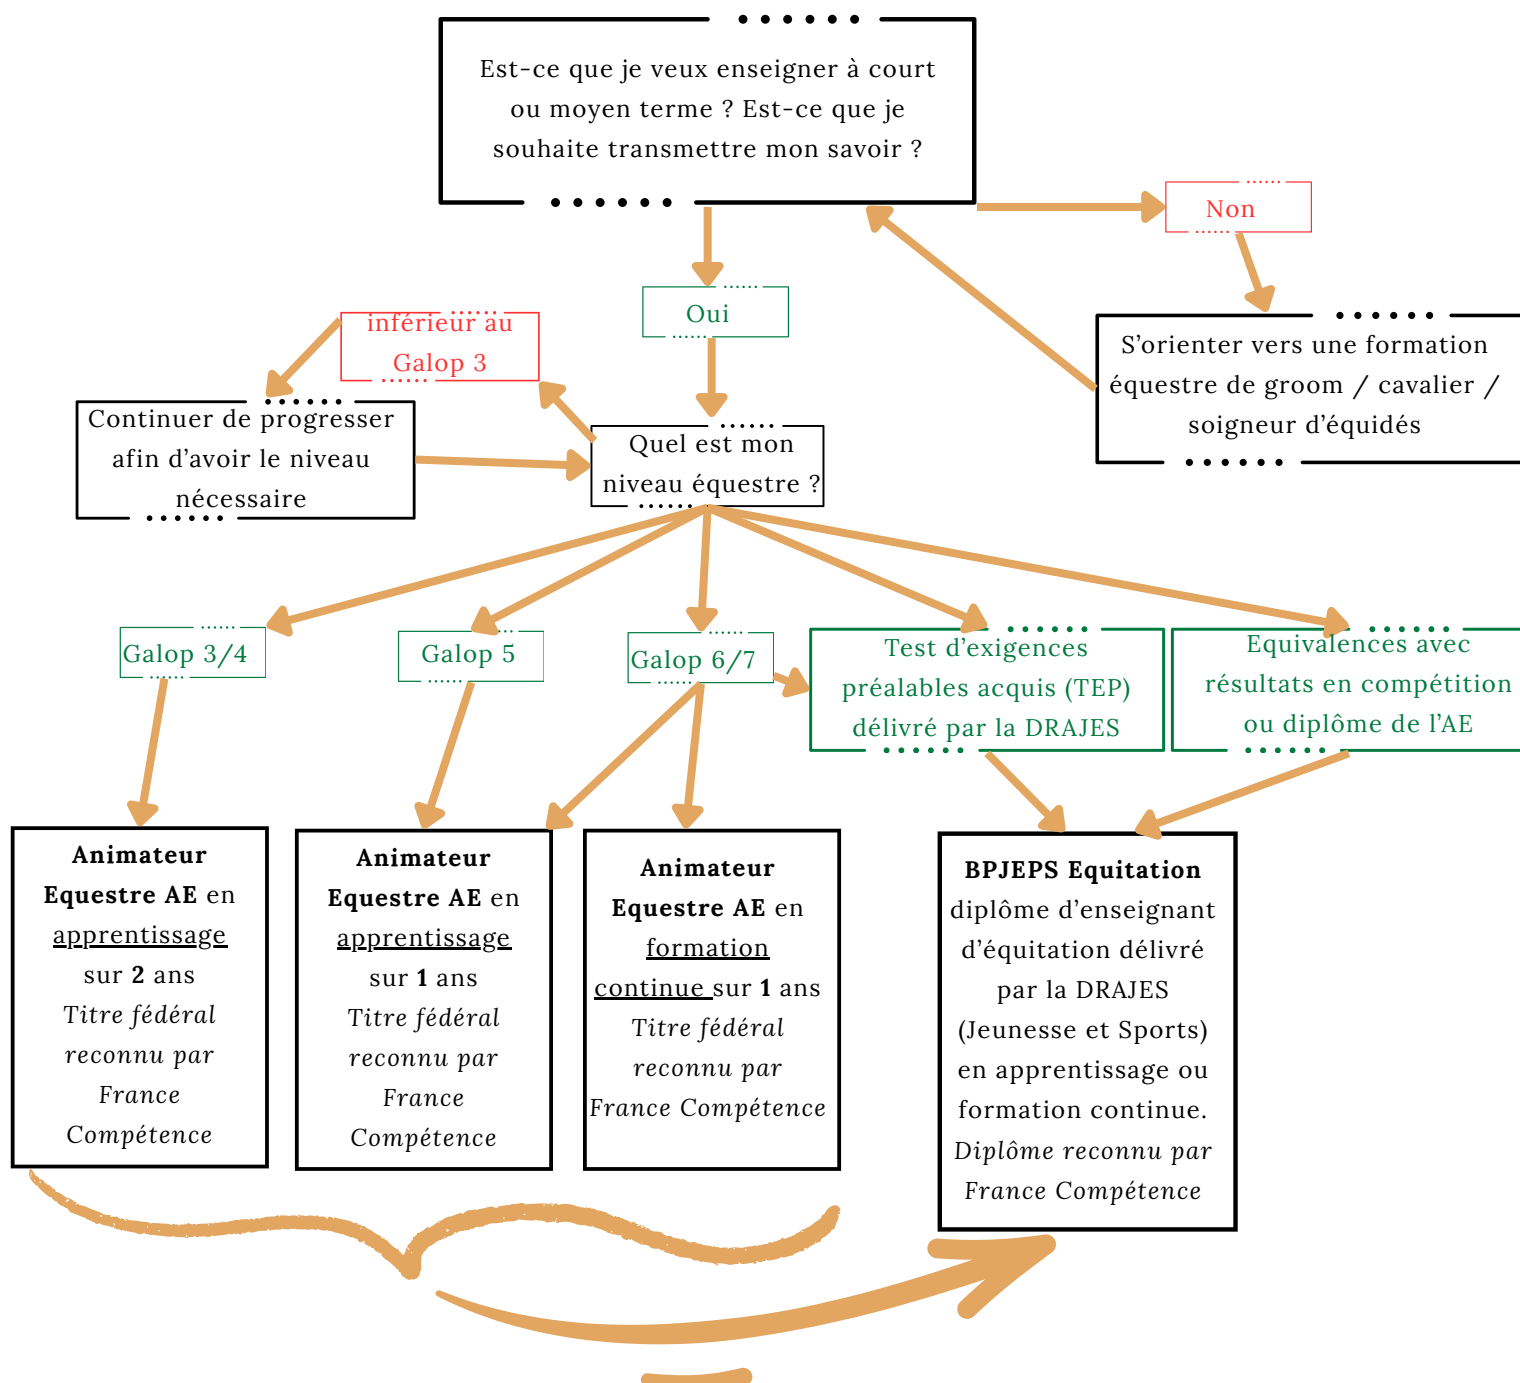 Est-ce que je veux enseigner à court
ou moyen terme ? Est-ce que je
souhaite transmettre mon savoir ?
Non
Oui
inférieur au
Galop 3
S’orienter vers une formation
équestre de groom / cavalier /
soigneur d’équidés
Continuer de progresser
afin d’avoir le niveau
nécessaire
Quel est mon
niveau équestre ?
Galop 3/4
Galop 5
Galop 6/7
Test d’exigences
préalables acquis (TEP)
délivré par la DRAJES
Equivalences avec
résultats en compétition
ou diplôme de l’AE
Animateur
Equestre AE en
apprentissage
sur 2 ans
Titre fédéral
reconnu par
France
Compétence
Animateur
Equestre AE en
apprentissage
sur 1 ans
Titre fédéral
reconnu par
France
Compétence
Animateur
Equestre AE en
formation
continue sur 1 ans
Titre fédéral
reconnu par
France Compétence
BPJEPS Equitation
diplôme d’enseignant
d’équitation délivré
par la DRAJES
(Jeunesse et Sports)
en apprentissage ou
formation continue.
Diplôme reconnu par
France Compétence